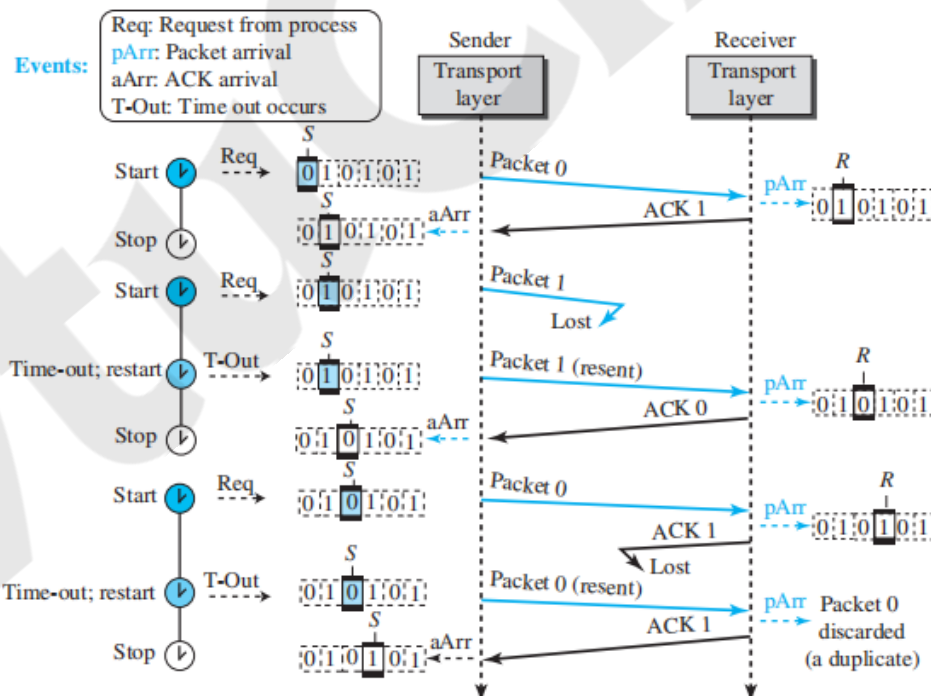 Events:
Req: Request from process
pArr: Packet arrival
aArr: ACK arrival
T-Out: Time out occurs
Sender
Transport
layer
Receiver
Transport
layer
S
Start
Req
0 1 0 1 0 1
Packet 0
pArr
R
0 1 0 1 0 1
S
Stop
0 1 0 1 0 1
aArr
ACK 1
Start
Req
S
0 1 0 1 0 1
Packet 1
Lost
Time-out; restart
T-Out
0 1 0 1 0 1
Packet 1 (resent)
pArr
R
0 1 0 1 0 1
Stop
S
0 1 0 1 0 1
aArr
ACK 0
Start
Req
S
0 1 0 1 0 1
Packet 0
pArr
R
0 1 0 1 0 1
ACK 1
Lost
Time-out; restart
T-Out
S
0 1 0 1 0 1
Packet 0 (resent)
pArr
Packet 0
discarded
(a duplicate)
Stop
S
0 1 0 1 0 1
aArr
ACK 1